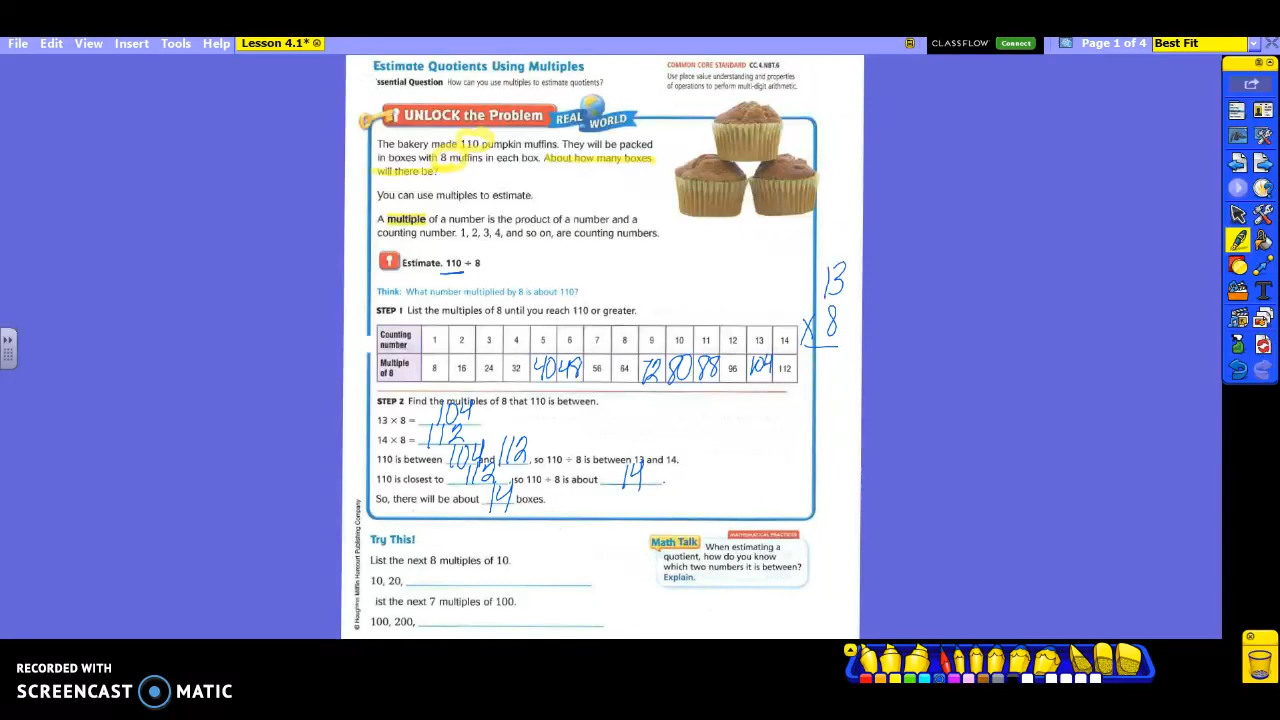 File Edit View Insert Tools Help Lesson 4.1* CLASSFLOW Connect Page 1 of 4 Best Fit
Estimate Quotients Using Multiples
COMMON CORE STANDARD CC.4.NBT.6
Use place value understanding and properties
of operations to perform multi-digit arithmetic.
ssential Question How can you use multiples to estimate quotients?
UNLOCK the Problem REAL WORLD
The bakery made 110 pumpkin muffins. They will be packed
in boxes with 8 muffins in each box. About how many boxes
will there be?
You can use multiples to estimate.
A multiple of a number is the product of a number and a
counting number. 1, 2, 3, 4, and so on, are counting numbers.
Estimate. 110 ÷ 8
13
x 8
Think: What number multiplied by 8 is about 110?
STEP 1 List the multiples of 8 until you reach 110 or greater.
Counting number 1 2 3 4 5 6 7 8 9 10 11 12 13 14
Multiple of 8 8 16 24 32 40 48 56 64 72 80 88 96 104 112
STEP 2 Find the multiples of 8 that 110 is between.
13 × 8 = 104
14 × 8 = 112
110 is between 104 and 112, so 110 ÷ 8 is between 13 and 14.
110 is closest to 112, so 110 ÷ 8 is about 14.
So, there will be about 14 boxes.
© Houghton Mifflin Harcourt Publishing Company
Try This!
List the next 8 multiples of 10.
10, 20,
ist the next 7 multiples of 100.
100, 200,
MATHEMATICAL PRACTICES
Math Talk When estimating a
quotient, how do you know
which two numbers it is between?
Explain.
RECORDED WITH
SCREENCAST MATIC